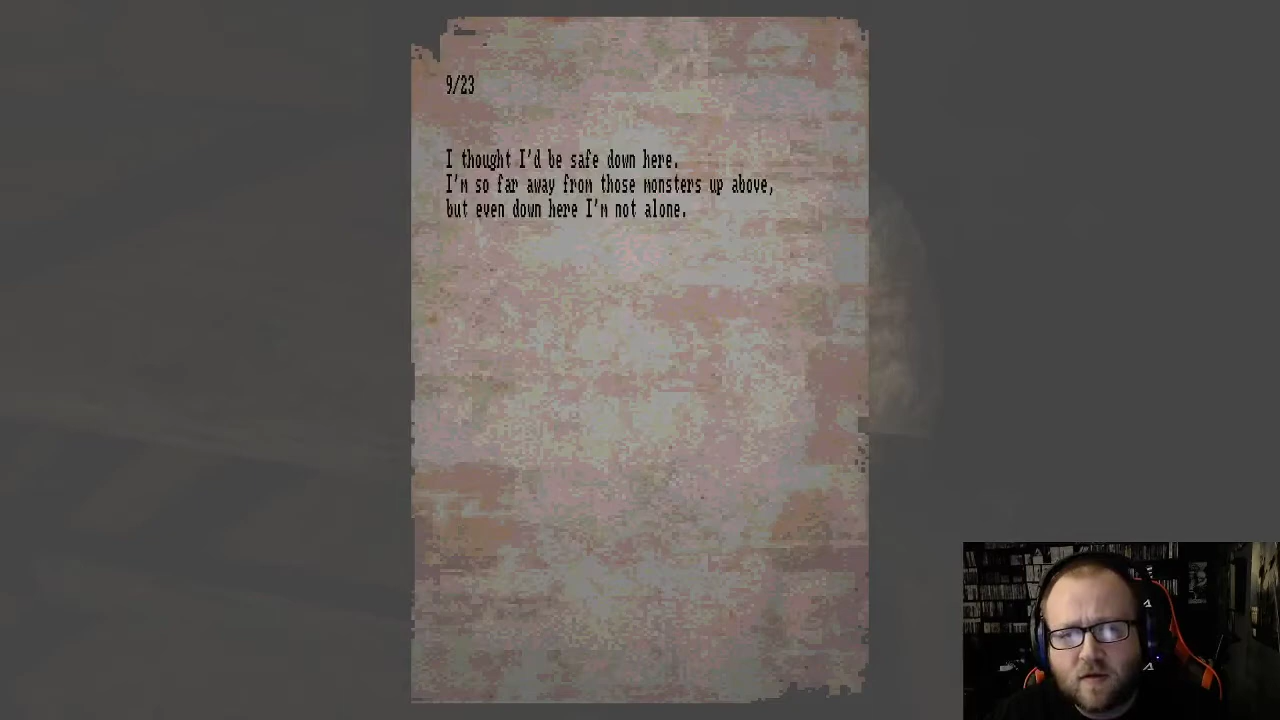 9/23
I thought I'd be safe down here.
I'm so far away from those monsters up above,
but even down here I'm not alone.